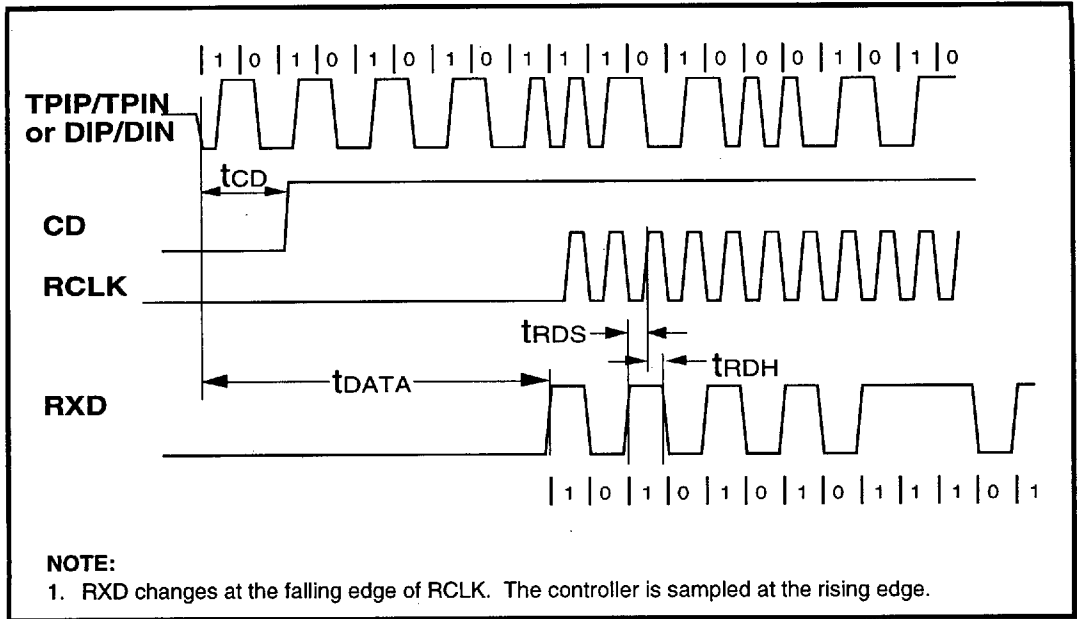 | 1 | 0 | 1 | 0 | 1 | 0 | 1 | 0 | 1 | 1 | 0 | 1 | 0 | 0 | 1 | 0 | 1 | 0
TPIP/TPIN
or DIP/DIN
tCD
CD
RCLK
tRDS
tRDH
tDATA
RXD
| 1 | 0 | 1 | 0 | 1 | 0 | 1 | 0 | 1 | 1 | 1 | 0 | 1
NOTE:
1. RXD changes at the falling edge of RCLK. The controller is sampled at the rising edge.